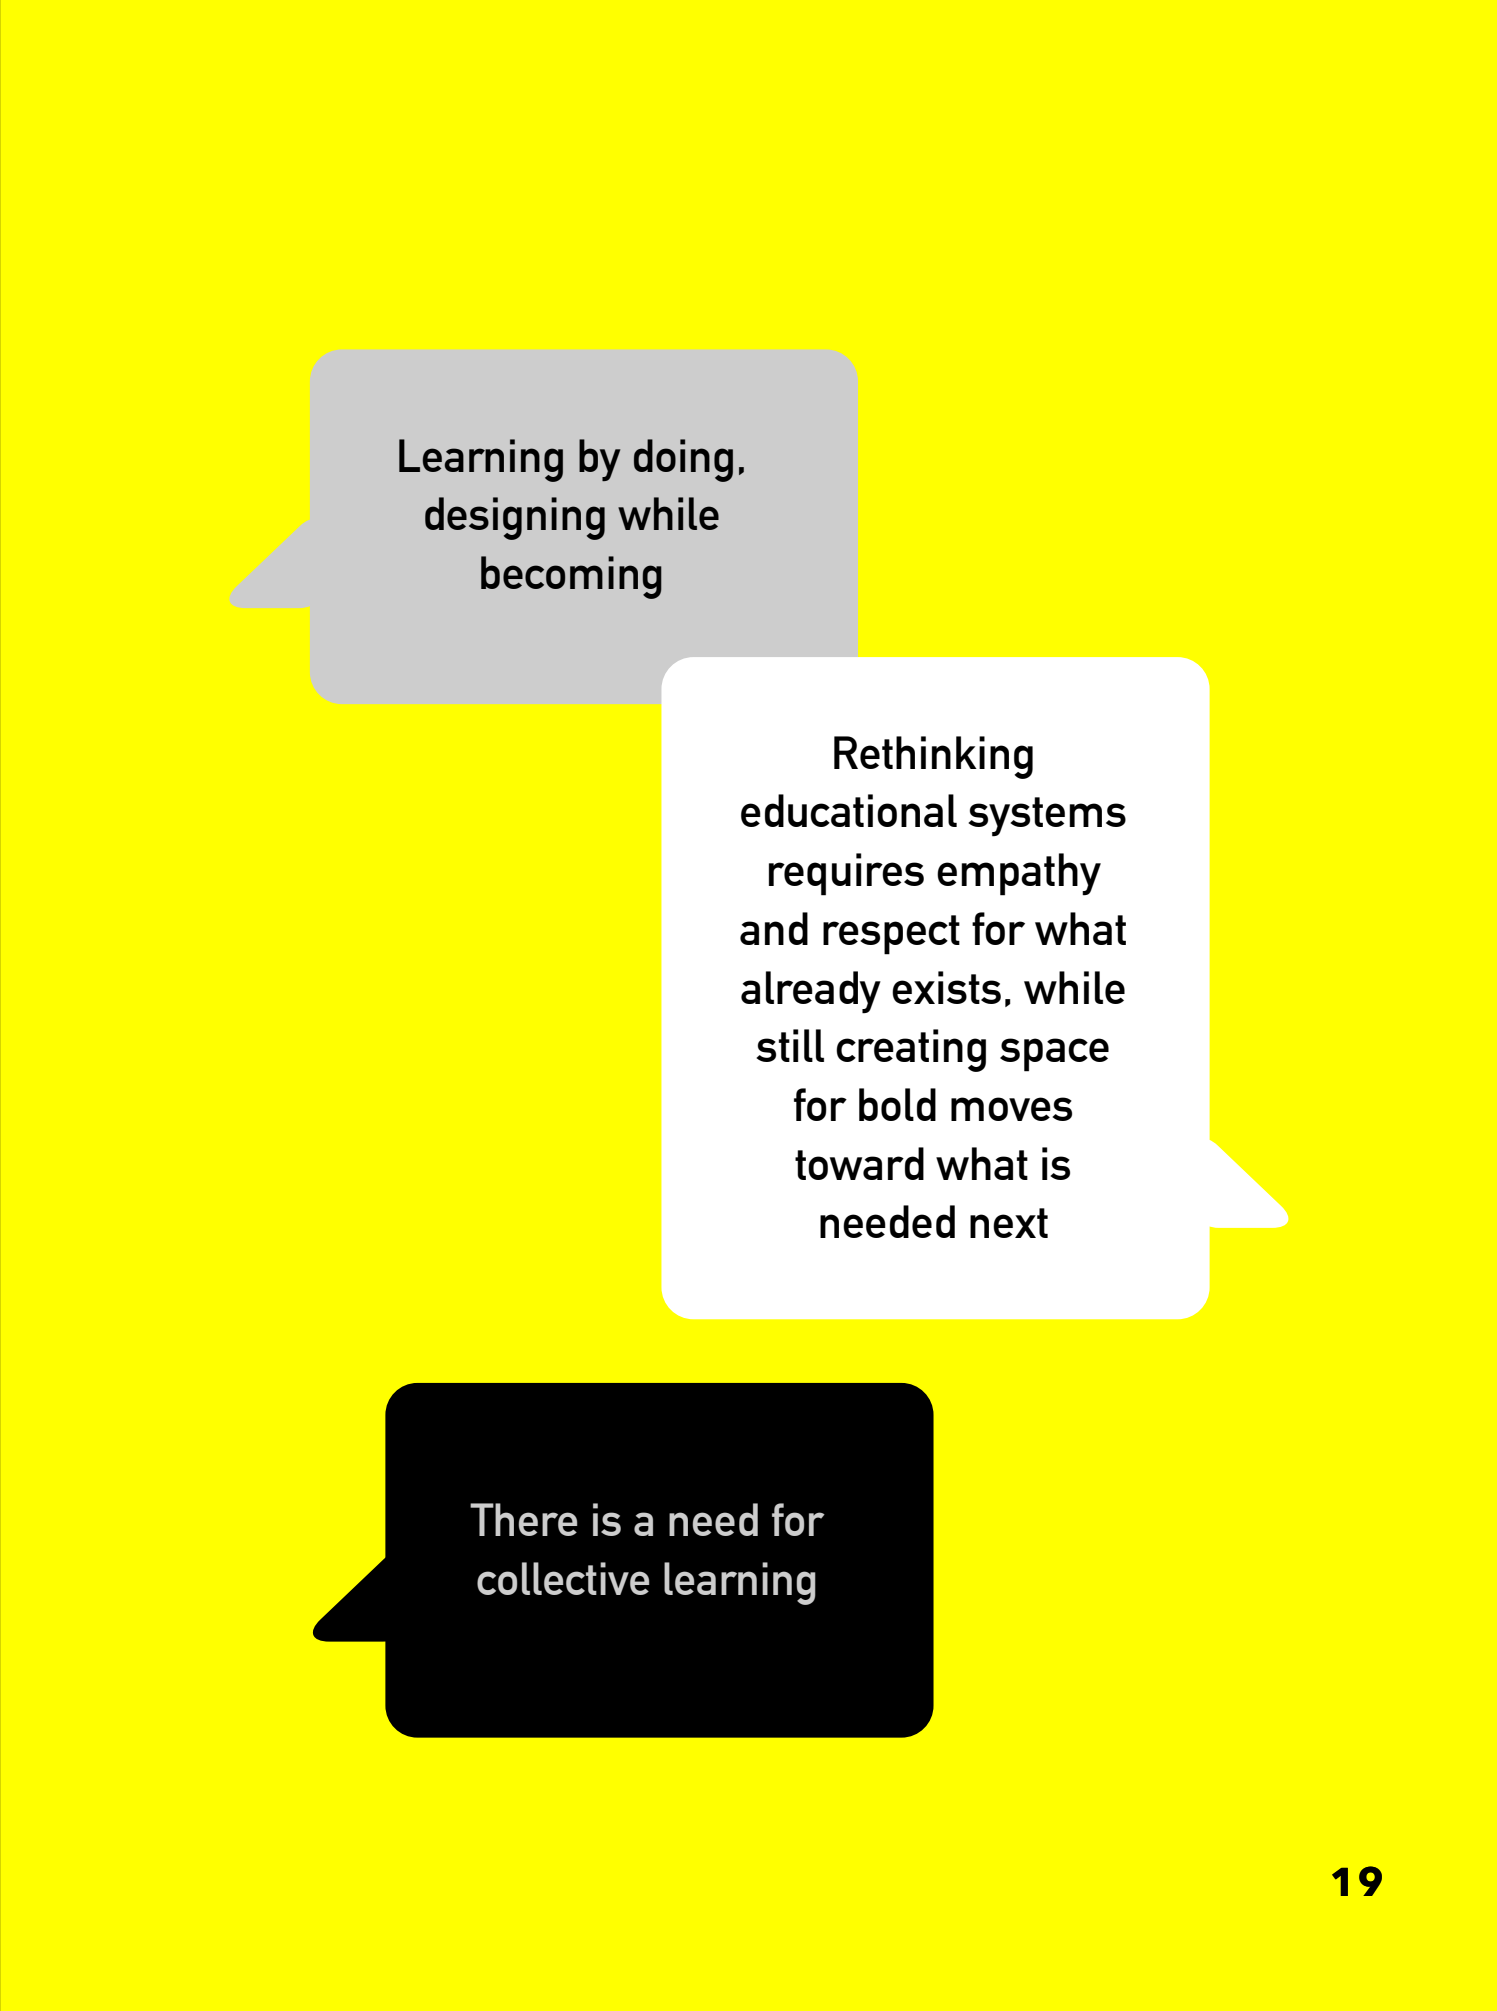 Learning by doing,
designing while
becoming
Rethinking
educational systems
requires empathy
and respect for what
already exists, while
still creating space
for bold moves
toward what is
needed next
There is a need for
collective learning
19